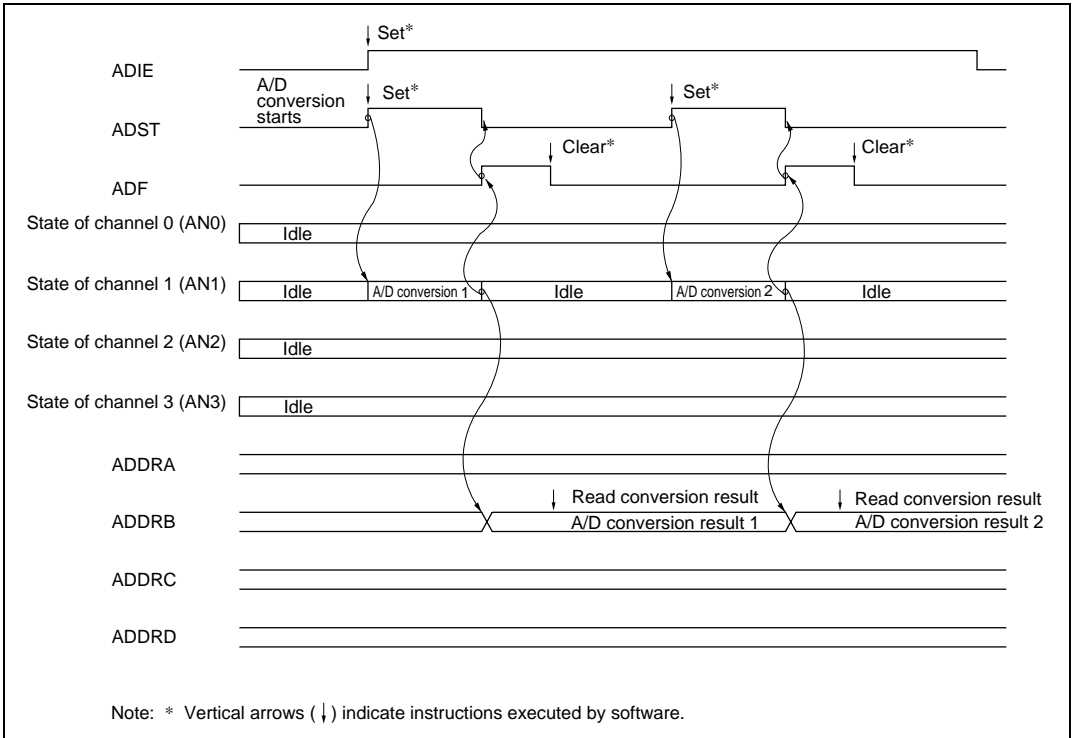 Set*
ADIE
A/D
conversion
starts
Set*
Set*
ADST
Clear*
Clear*
ADF
State of channel 0 (AN0)
Idle
State of channel 1 (AN1)
Idle
A/D conversion 1
Idle
A/D conversion 2
Idle
State of channel 2 (AN2)
Idle
State of channel 3 (AN3)
Idle
ADDRA
Read conversion result
Read conversion result
ADDRB
A/D conversion result 1
A/D conversion result 2
ADDRC
ADDRD
Note: * Vertical arrows (↓) indicate instructions executed by software.